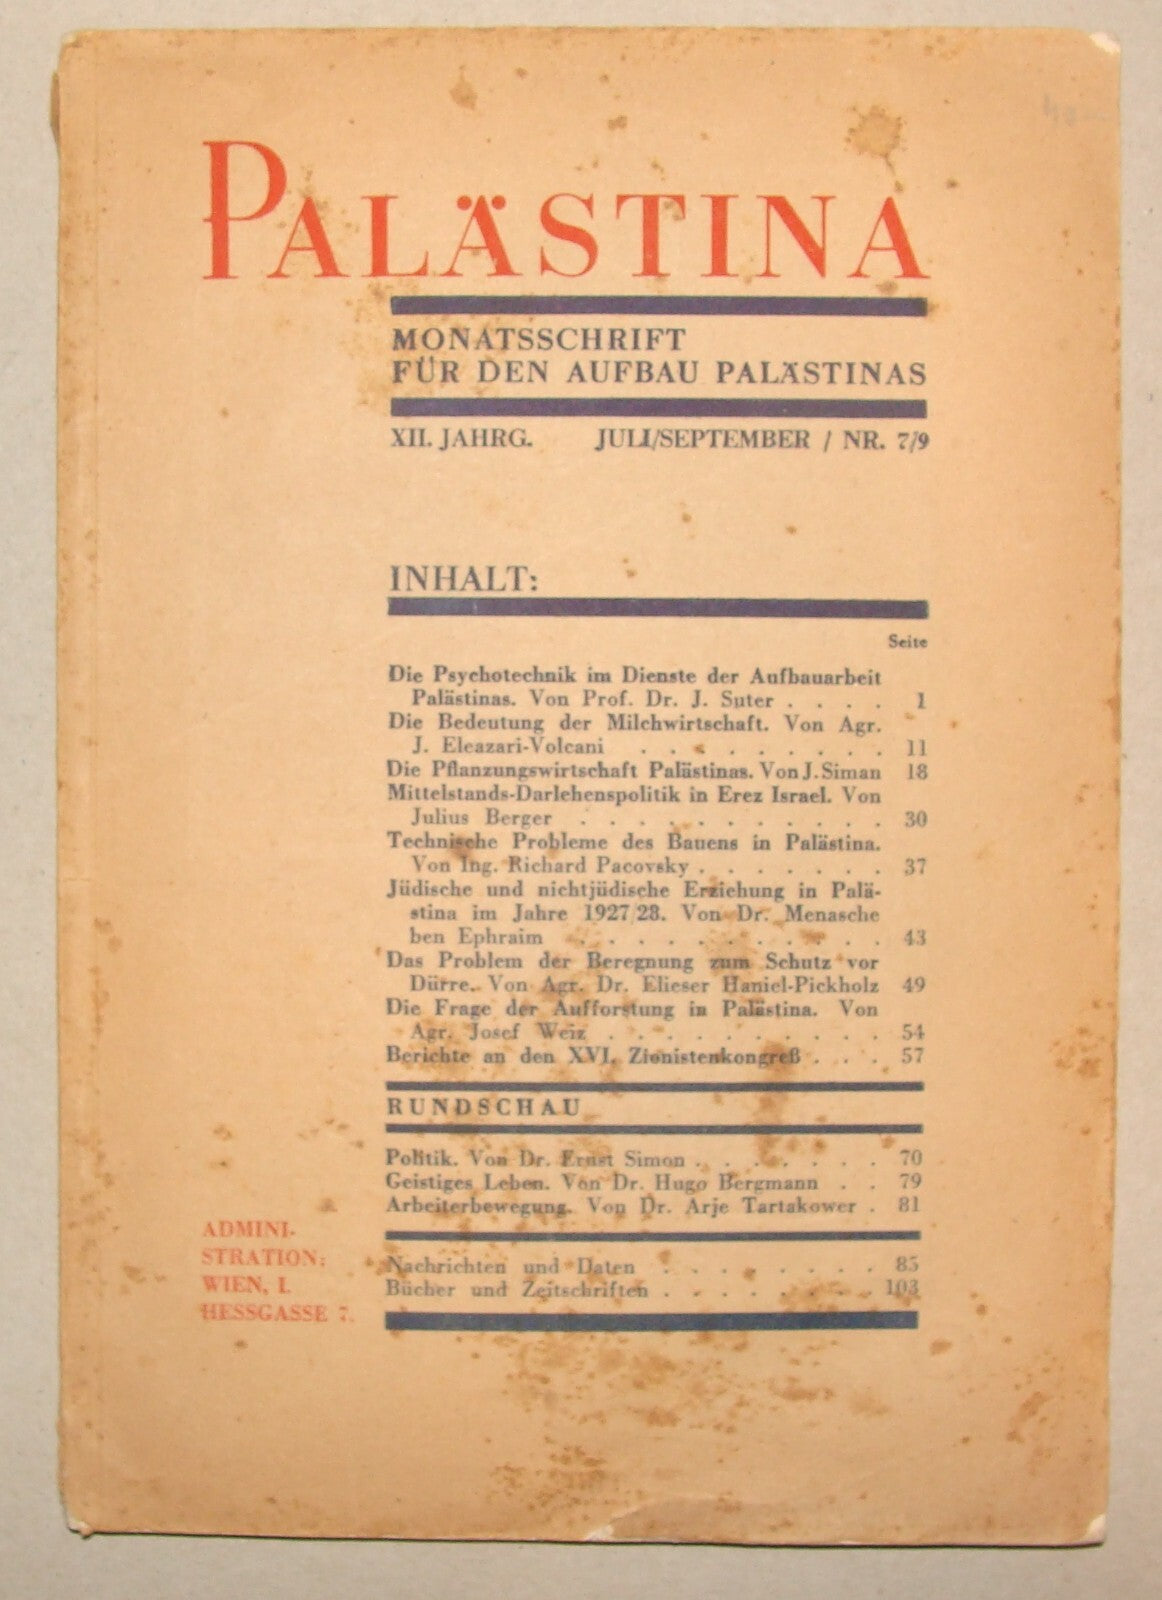 PALÄSTINA
MONATSSCHRIFT
FÜR DEN AUFBAU PALÄSTINAS
XII. JAHRG. JULI/SEPTEMBER / NR. 7/9
INHALT:
Seite
Die Psychotechnik im Dienste der Aufbauarbeit
Palästinas. Von Prof. Dr. J. Suter . . . . 1
Die Bedeutung der Milchwirtschaft. Von Agr.
J. Eleazari-Volcani . . . . . . . . . 11
Die Pflanzungswirtschaft Palästinas. Von J. Siman 18
Mittelstands-Darlehenspolitik in Erez Israel. Von
Julius Berger . . . . . . . . . . . 30
Technische Probleme des Bauens in Palästina.
Von Ing. Richard Pacovsky . . . . . . . 37
Jüdische und nichtjüdische Erziehung in Palä-
stina im Jahre 1927/28. Von Dr. Menasche
ben Ephraim . . . . . . . . . . . 43
Das Problem der Beregnung zum Schutz vor
Dürre. Von Agr. Dr. Elieser Haniel-Pickholz 49
Die Frage der Aufforstung in Palästina. Von
Agr. Josef Weiz . . . . . . . . . . 54
Berichte an den XVI. Zionistenkongreß . . . 57
RUNDSCHAU
Politik. Von Dr. Ernst Simon . . . . . . . 70
Geistiges Leben. Von Dr. Hugo Bergmann . . 79
Arbeiterbewegung. Von Dr. Arje Tartakower . 81
Nachrichten und Daten . . . . . . . . 85
Bücher und Zeitschriften . . . . . . . . 103
ADMINI-
STRATION:
WIEN, I.
HESSGASSE 7.